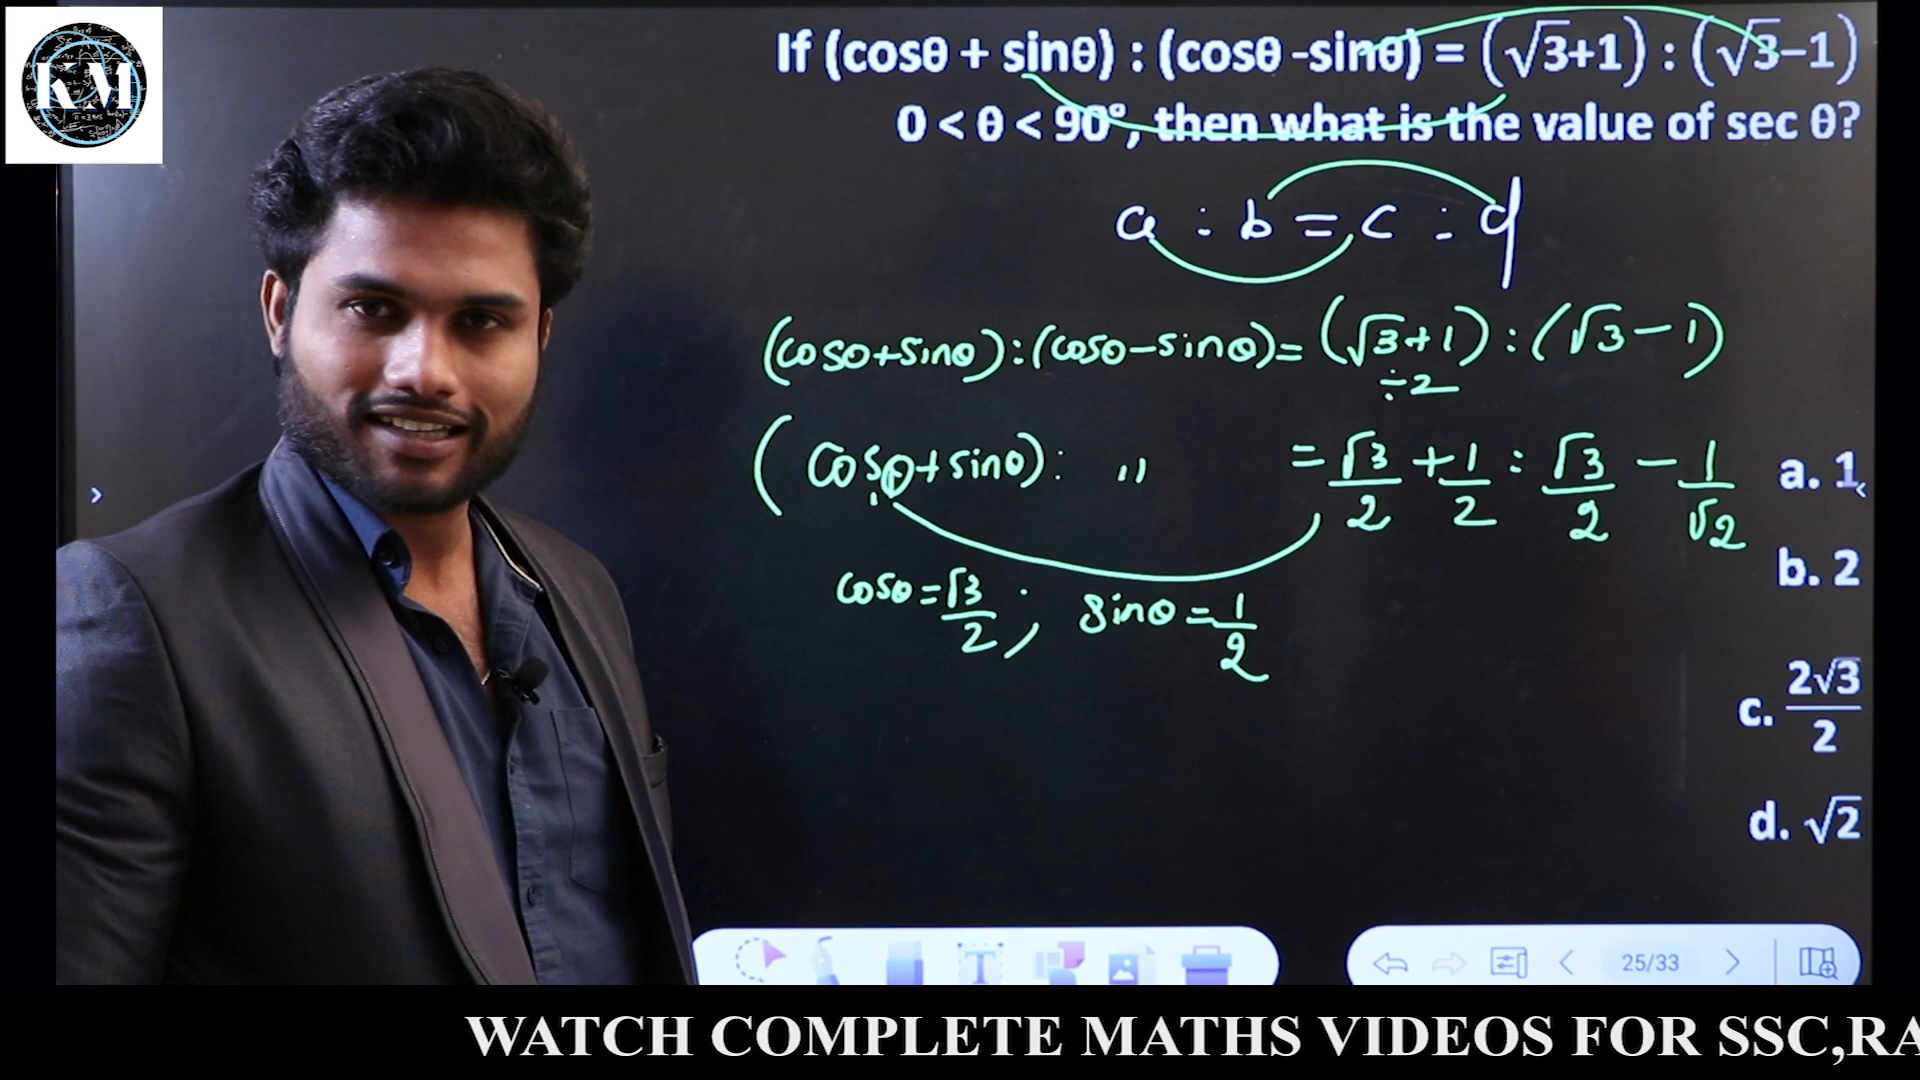 KM
If (cosθ + sinθ) : (cosθ -sinθ) = (√3+1) : (√3−1)
0 < θ < 90°, then what is the value of sec θ?
a : b = c : d
(cosθ+sinθ) : (cosθ−sinθ) = (√3+1) : (√3−1)
÷2
(cosθ+sinθ) : ,, = √3/2 + 1/2 : √3/2 − 1/√2
cosθ = √3/2 ; sinθ = 1/2
a. 1
b. 2
c. 2√3/2
d. √2
T
25/33
WATCH COMPLETE MATHS VIDEOS FOR SSC,RA